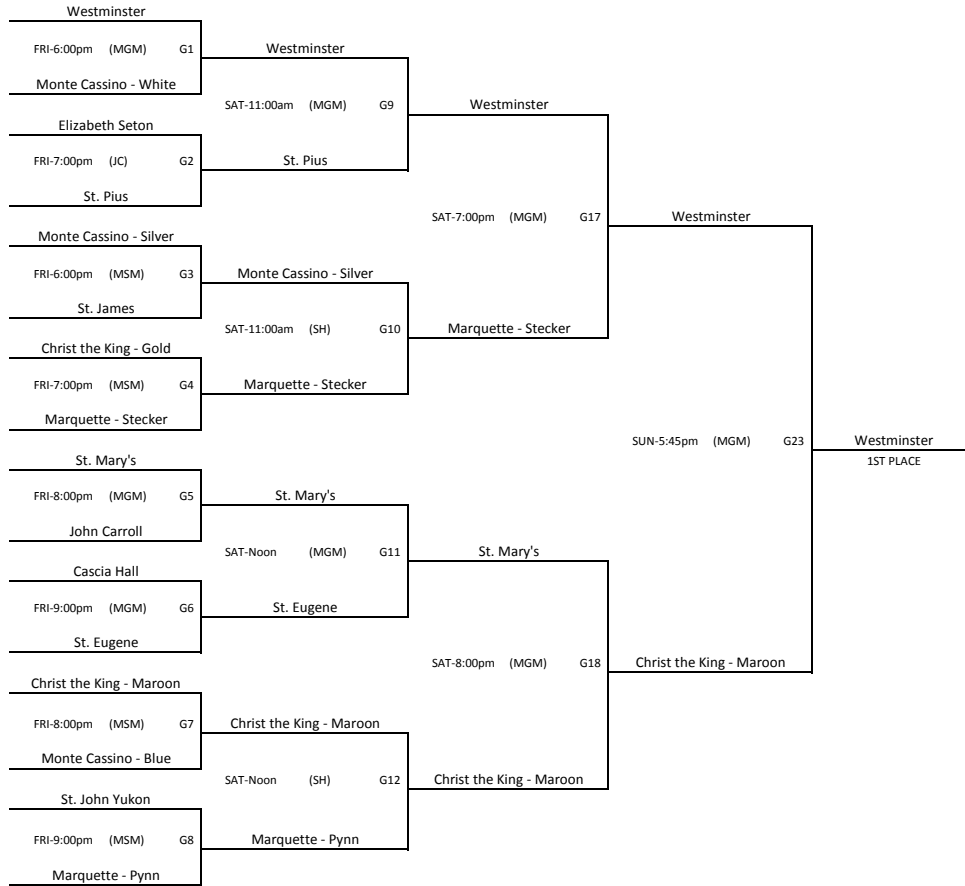 Westminster
FRI-6:00pm (MGM) G1
Westminster
Monte Cassino - White
SAT-11:00am (MGM) G9
Westminster
Elizabeth Seton
FRI-7:00pm (JC) G2
St. Pius
St. Pius
SAT-7:00pm (MGM) G17
Westminster
Monte Cassino - Silver
FRI-6:00pm (MSM) G3
Monte Cassino - Silver
St. James
SAT-11:00am (SH) G10
Marquette - Stecker
Christ the King - Gold
FRI-7:00pm (MSM) G4
Marquette - Stecker
Marquette - Stecker
SUN-5:45pm (MGM) G23
Westminster
1ST PLACE
St. Mary's
FRI-8:00pm (MGM) G5
St. Mary's
John Carroll
SAT-Noon (MGM) G11
St. Mary's
Cascia Hall
FRI-9:00pm (MGM) G6
St. Eugene
St. Eugene
SAT-8:00pm (MGM) G18
Christ the King - Maroon
Christ the King - Maroon
FRI-8:00pm (MSM) G7
Christ the King - Maroon
Monte Cassino - Blue
SAT-Noon (SH) G12
Christ the King - Maroon
St. John Yukon
FRI-9:00pm (MSM) G8
Marquette - Pynn
Marquette - Pynn